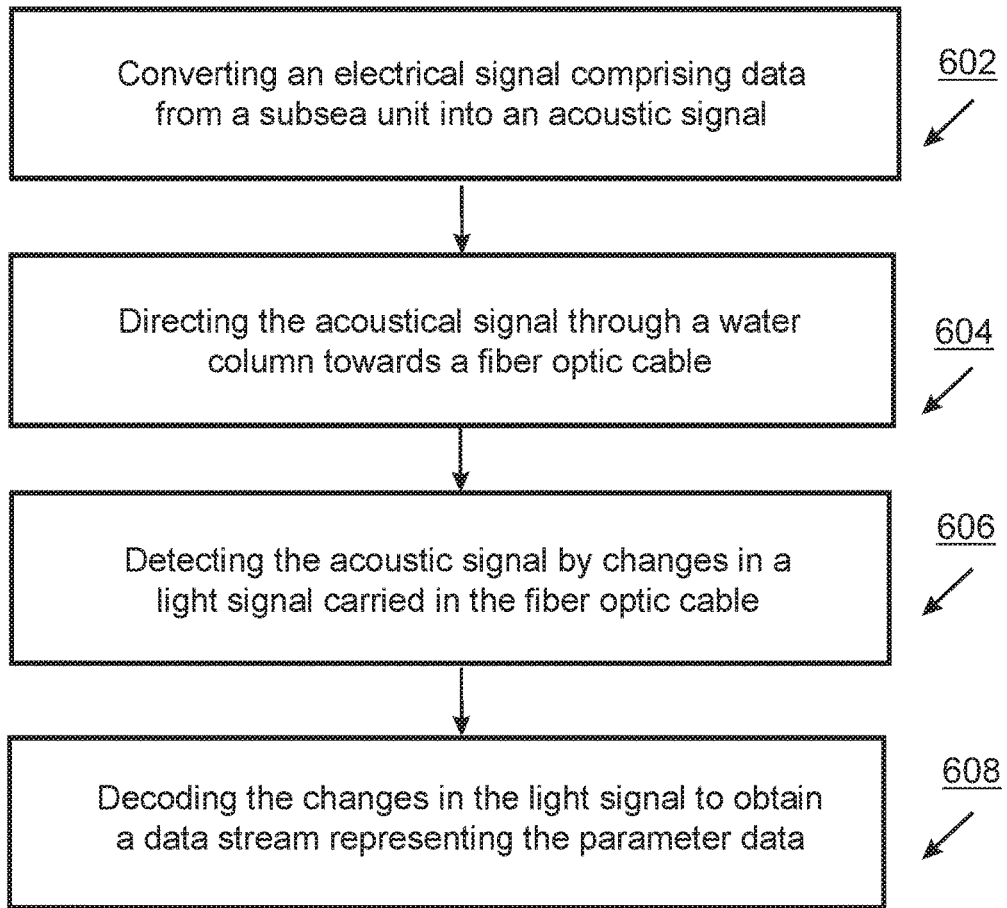 Converting an electrical signal comprising data
from a subsea unit into an acoustic signal
602
Directing the acoustical signal through a water
column towards a fiber optic cable
604
Detecting the acoustic signal by changes in a
light signal carried in the fiber optic cable
606
Decoding the changes in the light signal to obtain
a data stream representing the parameter data
608